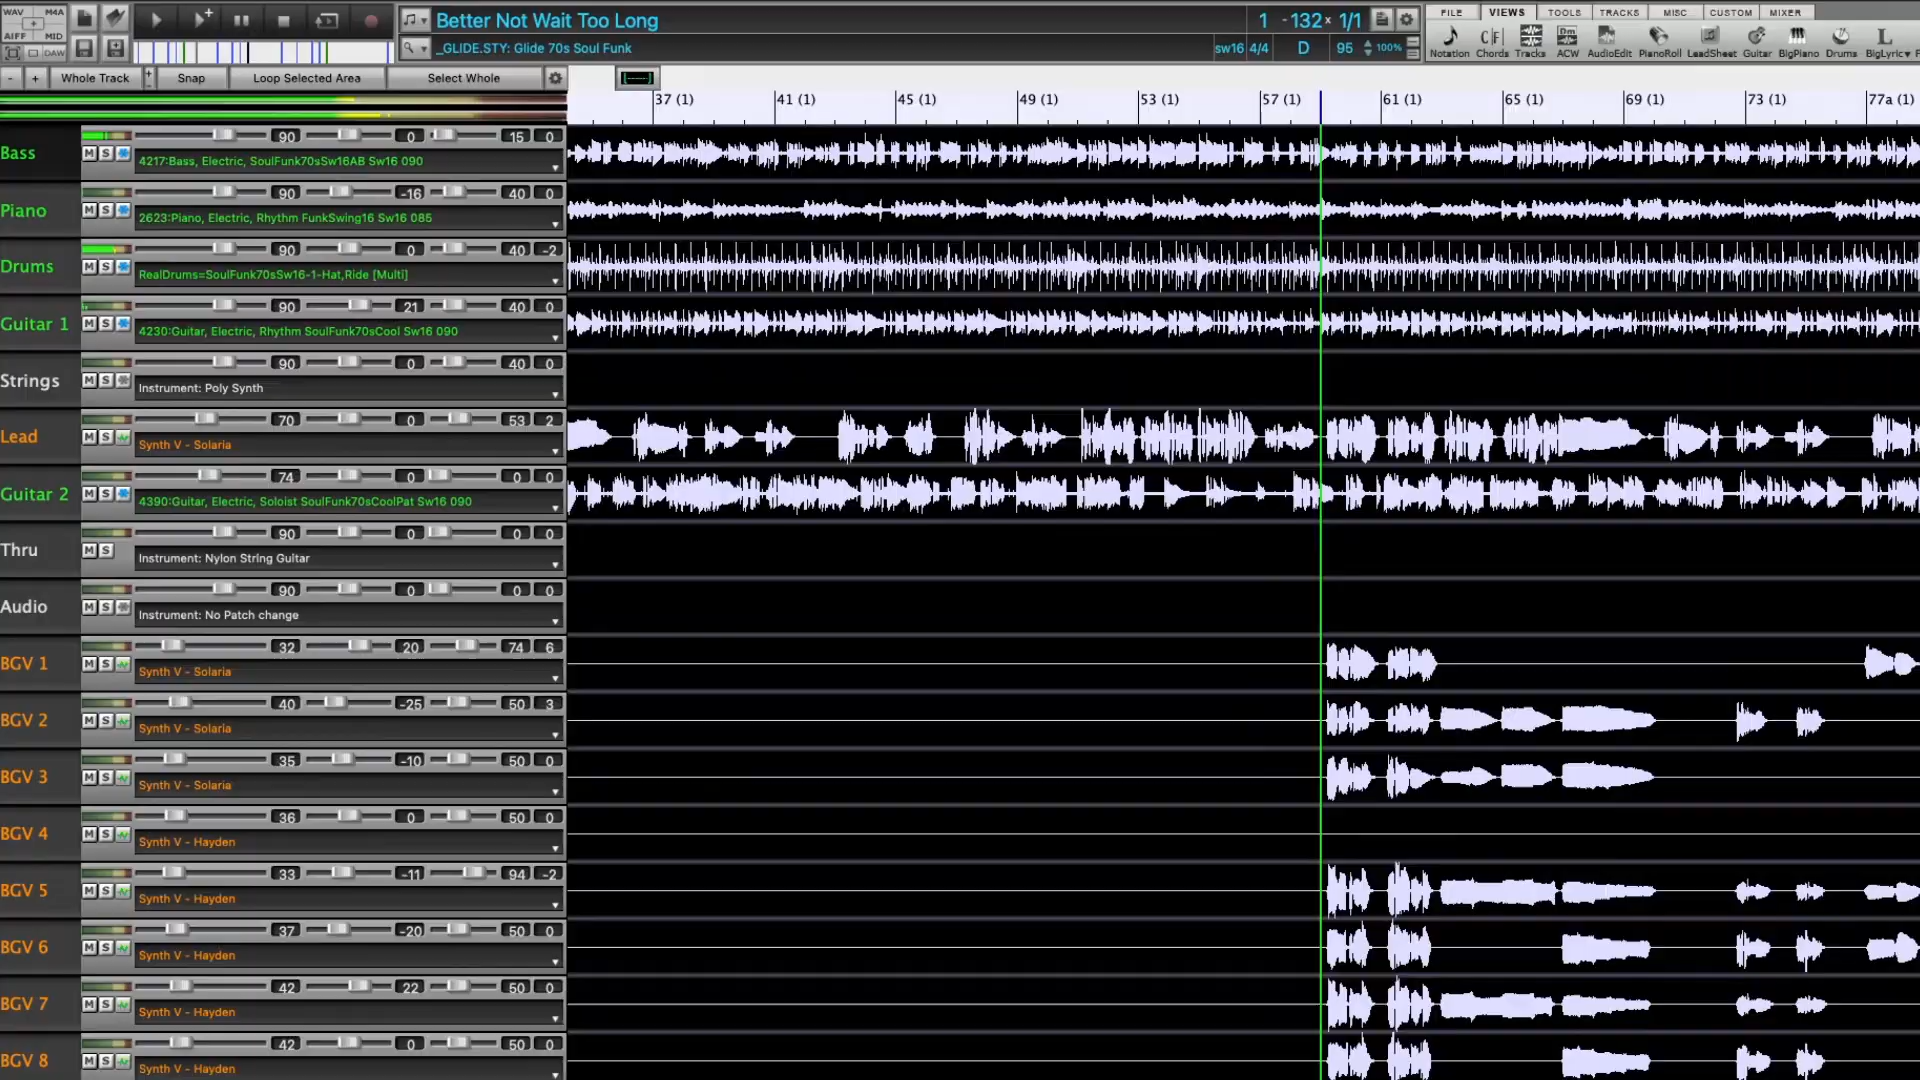 WAV M4A
AIFF MID
DAW
Better Not Wait Too Long
1 - 132 x 1/1
_GLIDE.STY: Glide 70s Soul Funk
sw16 4/4 D 95 100%
FILE VIEWS TOOLS TRACKS MISC CUSTOM MIXER
Notation Chords Tracks ACW AudioEdit PianoRoll LeadSheet Guitar BigPiano Drums BigLyric
- + Whole Track + - Snap Loop Selected Area Select Whole
37 (1) 41 (1) 45 (1) 49 (1) 53 (1) 57 (1) 61 (1) 65 (1) 69 (1) 73 (1) 77a (1)
Bass M S 90 0 15 0
4217:Bass, Electric, SoulFunk70sSw16AB Sw16 090
Piano M S 90 -16 40 0
2623:Piano, Electric, Rhythm FunkSwing16 Sw16 085
Drums M S 90 0 40 -2
RealDrums=SoulFunk70sSw16-1-Hat,Ride [Multi]
Guitar 1 M S 90 21 40 0
4230:Guitar, Electric, Rhythm SoulFunk70sCool Sw16 090
Strings M S 90 0 40 0
Instrument: Poly Synth
Lead M S 70 0 53 2
Synth V - Solaria
Guitar 2 M S 74 0 0 0
4390:Guitar, Electric, Soloist SoulFunk70sCoolPat Sw16 090
Thru M S 90 0 0 0
Instrument: Nylon String Guitar
Audio M S 90 0 0 0
Instrument: No Patch change
BGV 1 M S 32 20 74 6
Synth V - Solaria
BGV 2 M S 40 -25 50 3
Synth V - Solaria
BGV 3 M S 35 -10 50 0
Synth V - Solaria
BGV 4 M S 36 0 50 0
Synth V - Hayden
BGV 5 M S 33 -11 94 -2
Synth V - Hayden
BGV 6 M S 37 -20 50 0
Synth V - Hayden
BGV 7 M S 42 22 50 0
Synth V - Hayden
BGV 8 M S 42 0 50 0
Synth V - Hayden